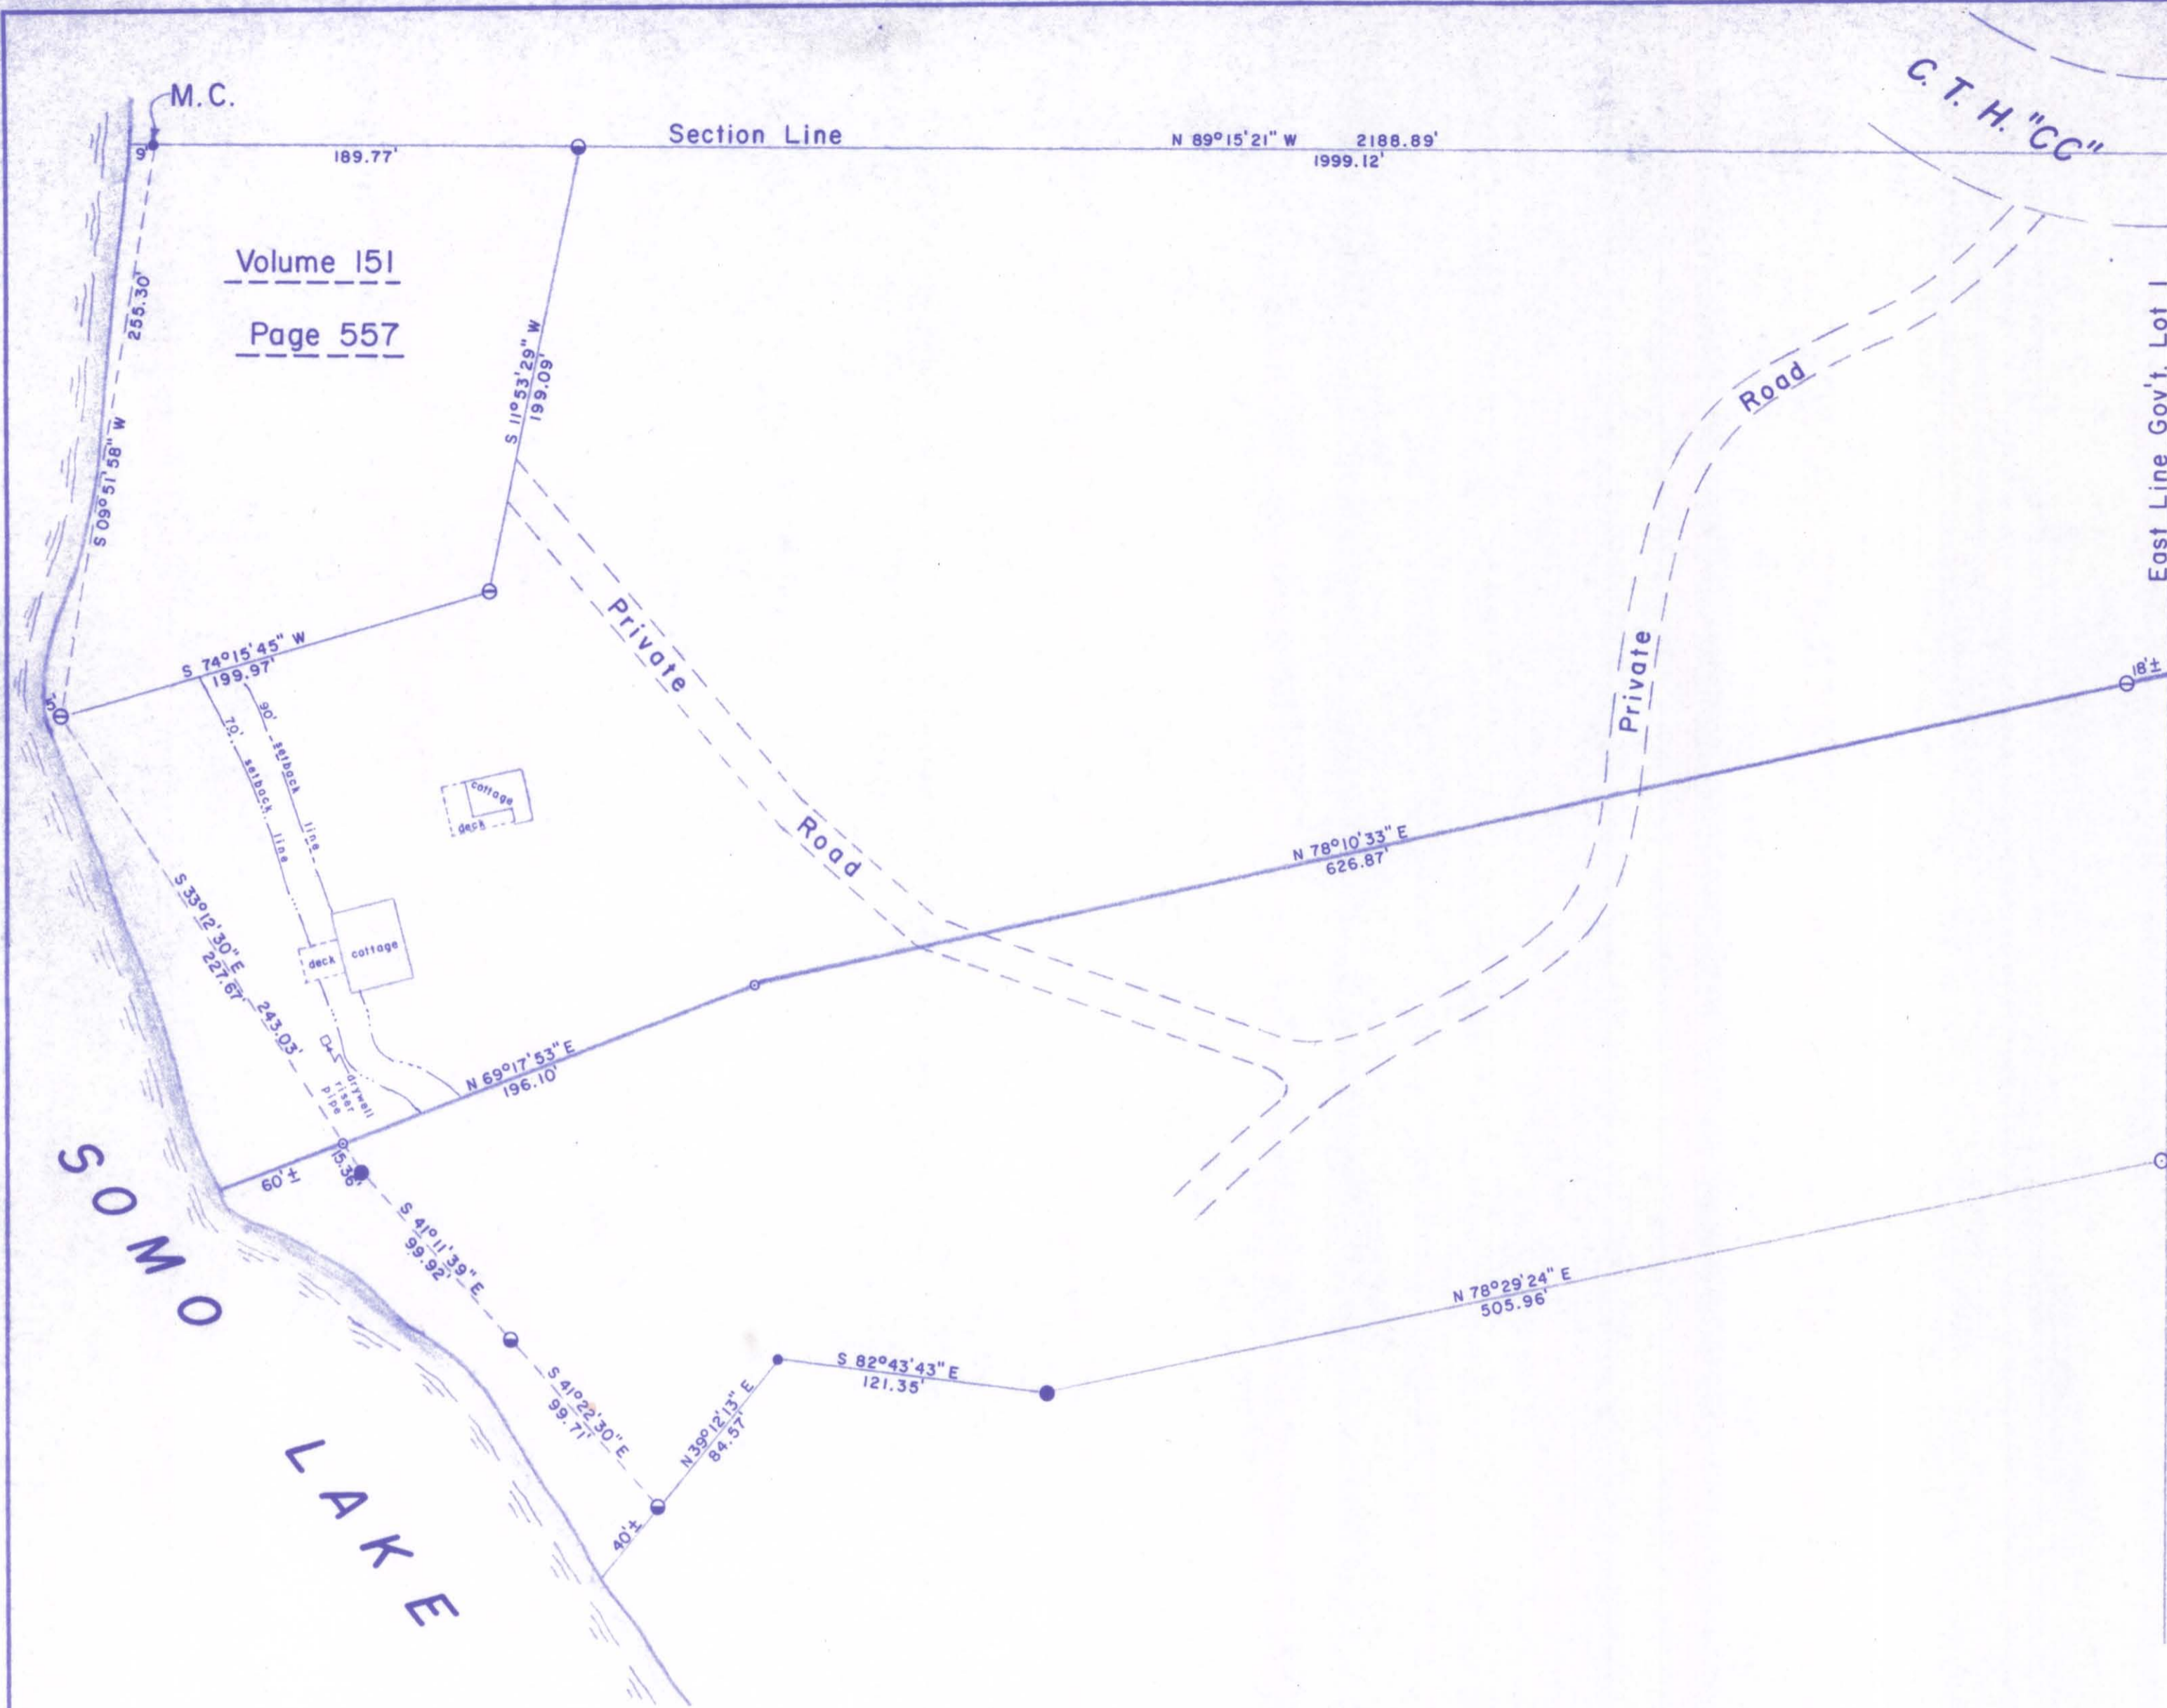 M.C.
9'
189.77'
Section Line
N 89°15'21" W 2188.89'
1999.12'
C. T. H. "CC"
Volume 151
Page 557
255.30'
S 09°51'58" W
S 11°53'29" W
199.09'
East Line Gov't. Lot 1
Private Road
Private Road
S 74°15'45" W
199.97'
5'
70' setback line
90' setback line
cottage
deck
cottage
deck
18'±
N 78°10'33" E
626.87'
S 33°12'30" E
227.67'
243.03'
drywell
riser
pipe
N 69°17'53" E
196.10'
60'±
15.36'
S 41°11'39" E
99.92'
S 41°22'30" E
99.71'
N 39°12'13" E
84.57'
40'±
S 82°43'43" E
121.35'
N 78°29'24" E
505.96'
SOMO
LAKE